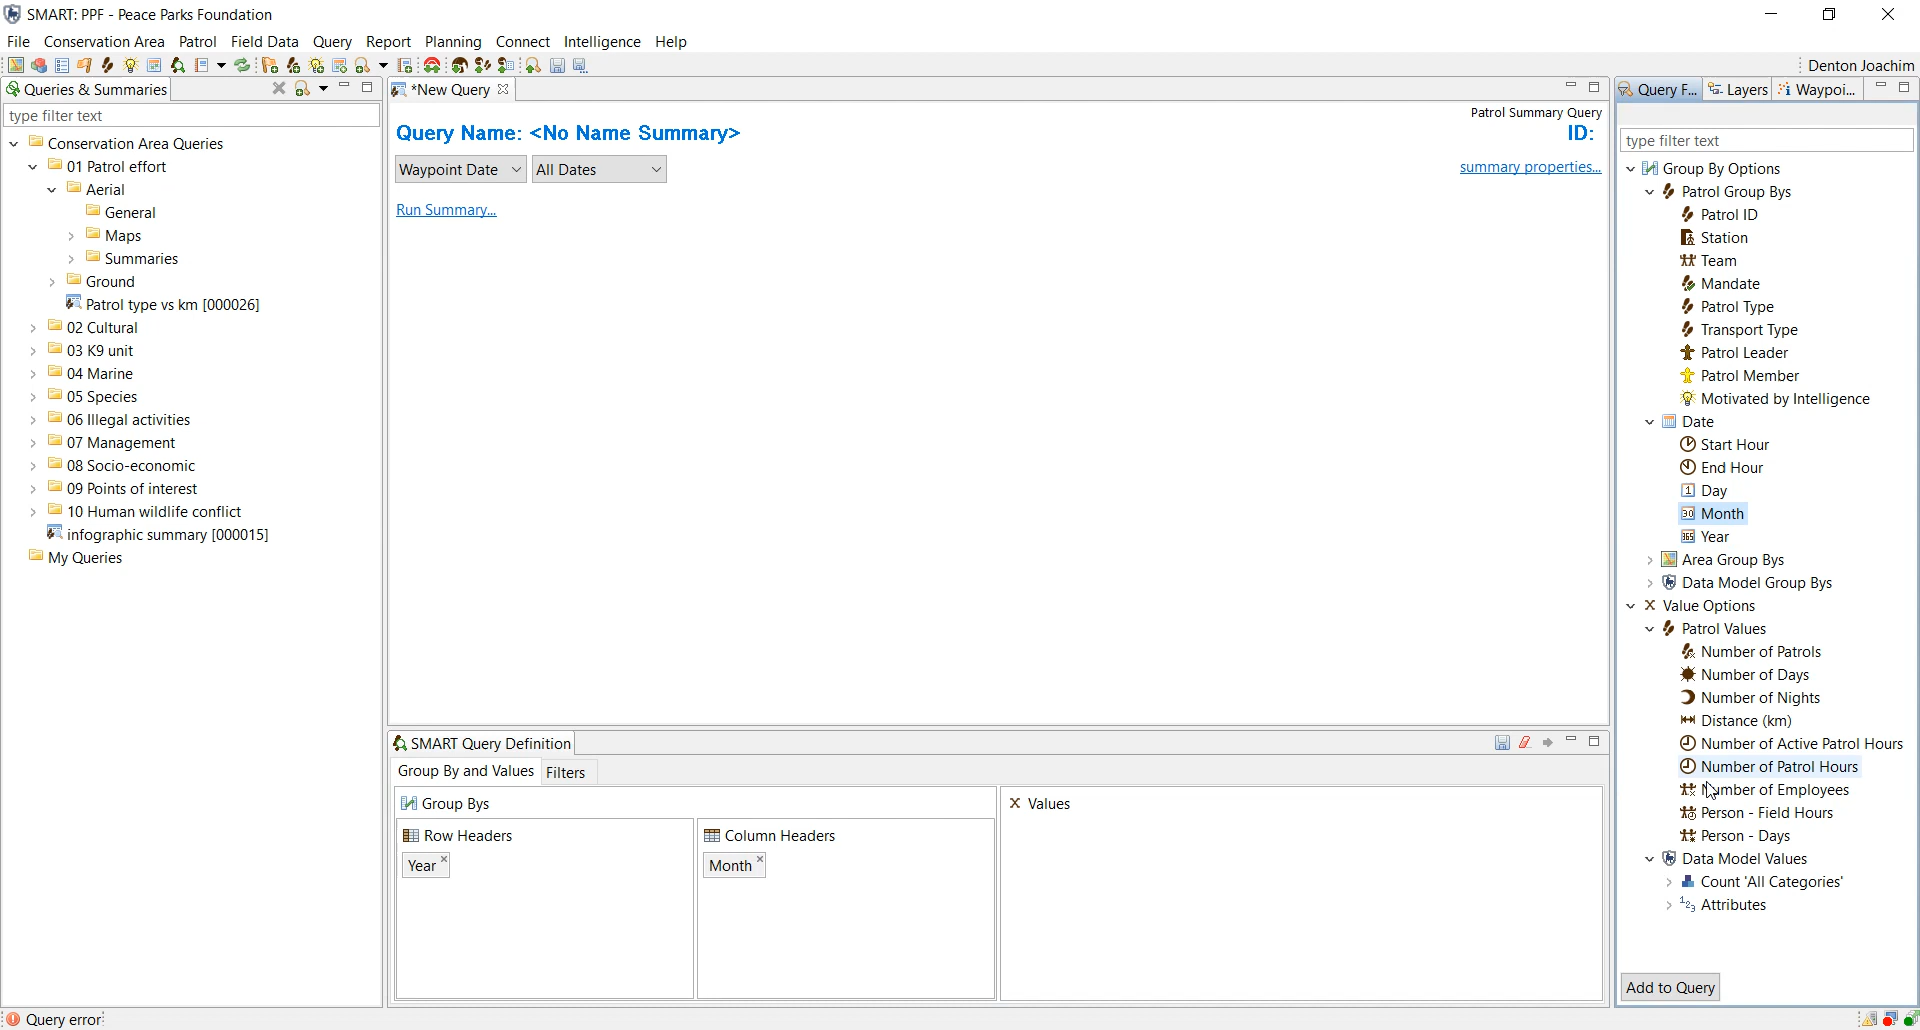 SMART: PPF - Peace Parks Foundation
File Conservation Area Patrol Field Data Query Report Planning Connect Intelligence Help
Denton Joachim
Queries & Summaries
type filter text
Conservation Area Queries
01 Patrol effort
Aerial
General
Maps
Summaries
Ground
Patrol type vs km [000026]
02 Cultural
03 K9 unit
04 Marine
05 Species
06 Illegal activities
07 Management
08 Socio-economic
09 Points of interest
10 Human wildlife conflict
infographic summary [000015]
My Queries
*New Query
Patrol Summary Query
Query Name: <No Name Summary>
ID:
Waypoint Date All Dates
summary properties...
Run Summary...
SMART Query Definition
Group By and Values Filters
Group Bys
Row Headers
Year
Column Headers
Month
X Values
Query F... Layers Waypoi...
type filter text
Group By Options
Patrol Group Bys
Patrol ID
Station
Team
Mandate
Patrol Type
Transport Type
Patrol Leader
Patrol Member
Motivated by Intelligence
Date
Start Hour
End Hour
1 Day
30 Month
365 Year
Area Group Bys
Data Model Group Bys
X Value Options
Patrol Values
Number of Patrols
Number of Days
Number of Nights
Distance (km)
Number of Active Patrol Hours
Number of Patrol Hours
Number of Employees
Person - Field Hours
Person - Days
Data Model Values
Count 'All Categories'
123 Attributes
Add to Query
Query error